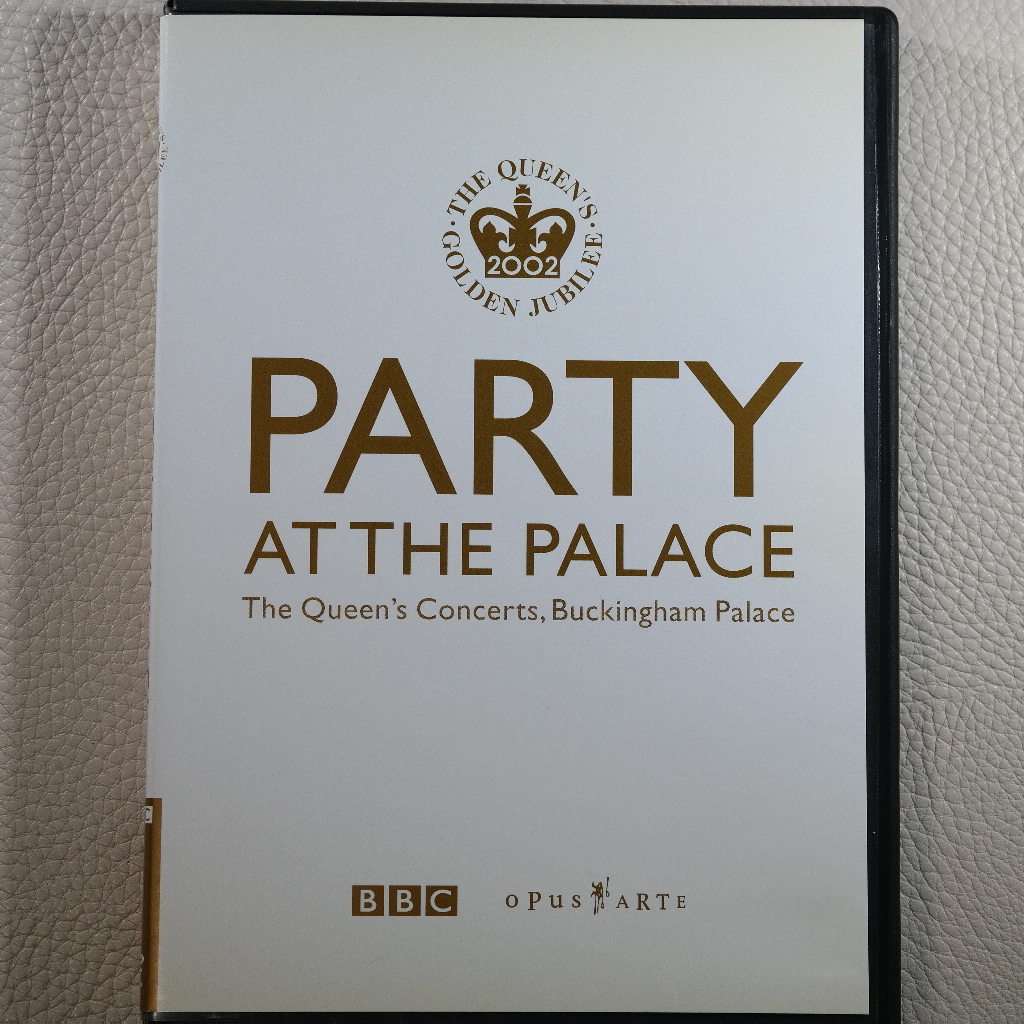 · THE QUEEN'S ·
2002
GOLDEN JUBILEE
PARTY
AT THE PALACE
The Queen's Concerts, Buckingham Palace
BBC
OPUS ARTE